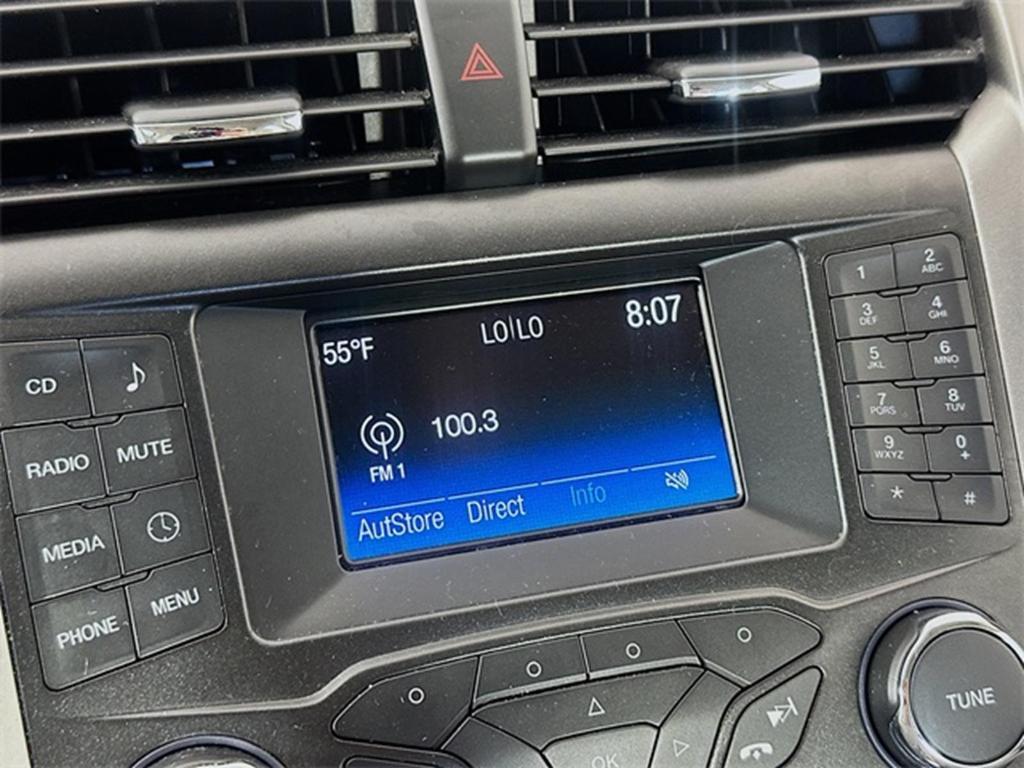 55°F
LO|LO
8:07
FM 1
100.3
AutStore
Direct
Info
CD
RADIO
MUTE
MEDIA
PHONE
MENU
1
2 ABC
3 DEF
4 GHI
5 JKL
6 MNO
7 PQRS
8 TUV
9 WXYZ
0 +
*
#
OK
TUNE